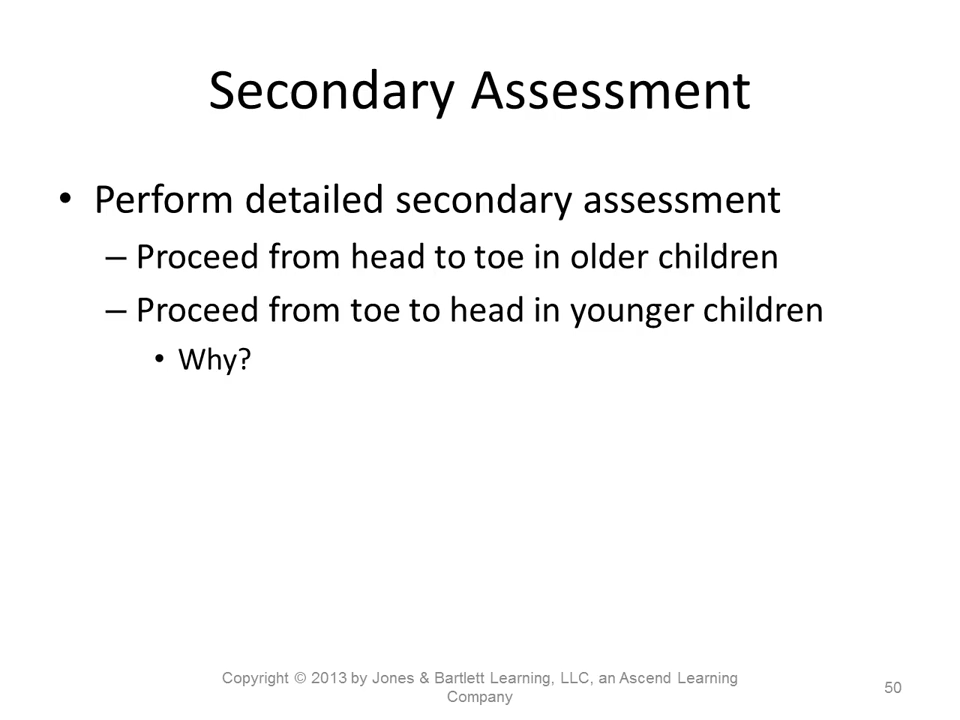 Secondary Assessment
• Perform detailed secondary assessment
– Proceed from head to toe in older children
– Proceed from toe to head in younger children
• Why?
Copyright © 2013 by Jones & Bartlett Learning, LLC, an Ascend Learning
Company
50